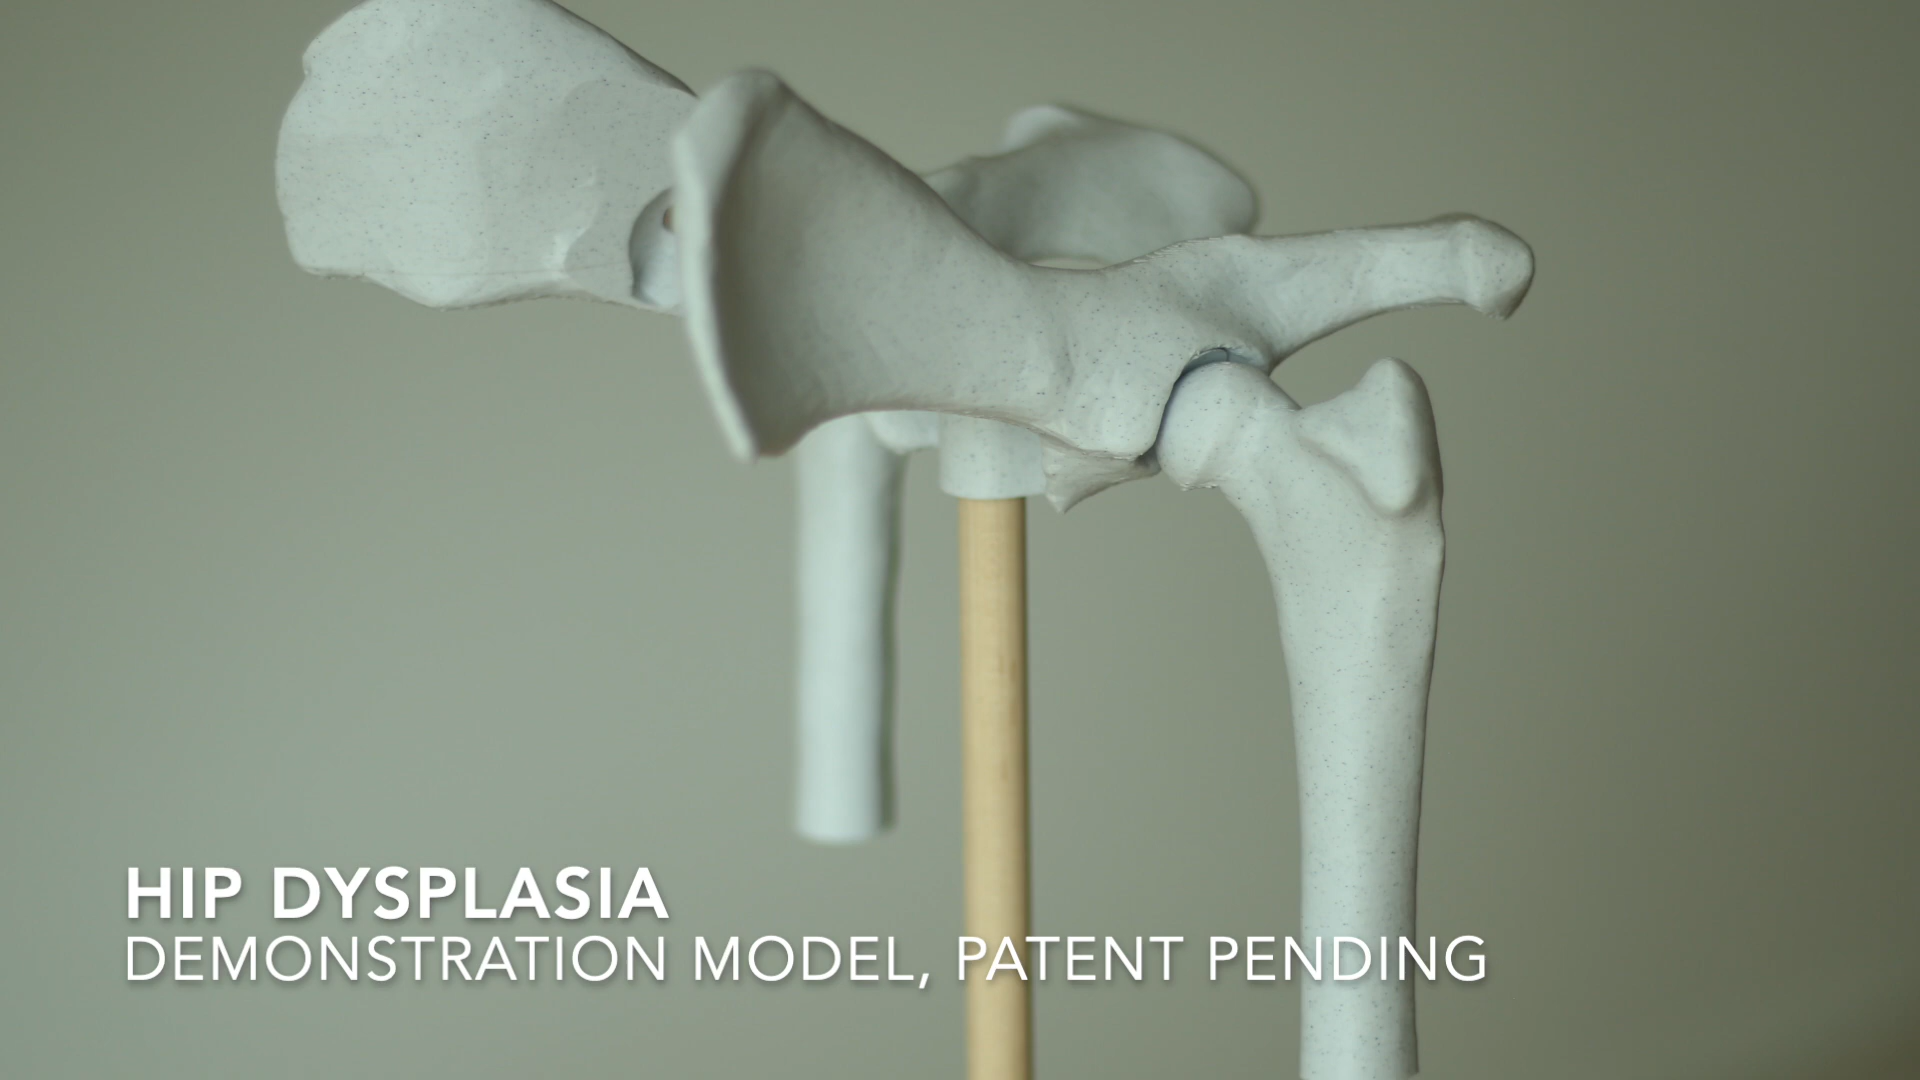 HIP DYSPLASIA
DEMONSTRATION MODEL, PATENT PENDING